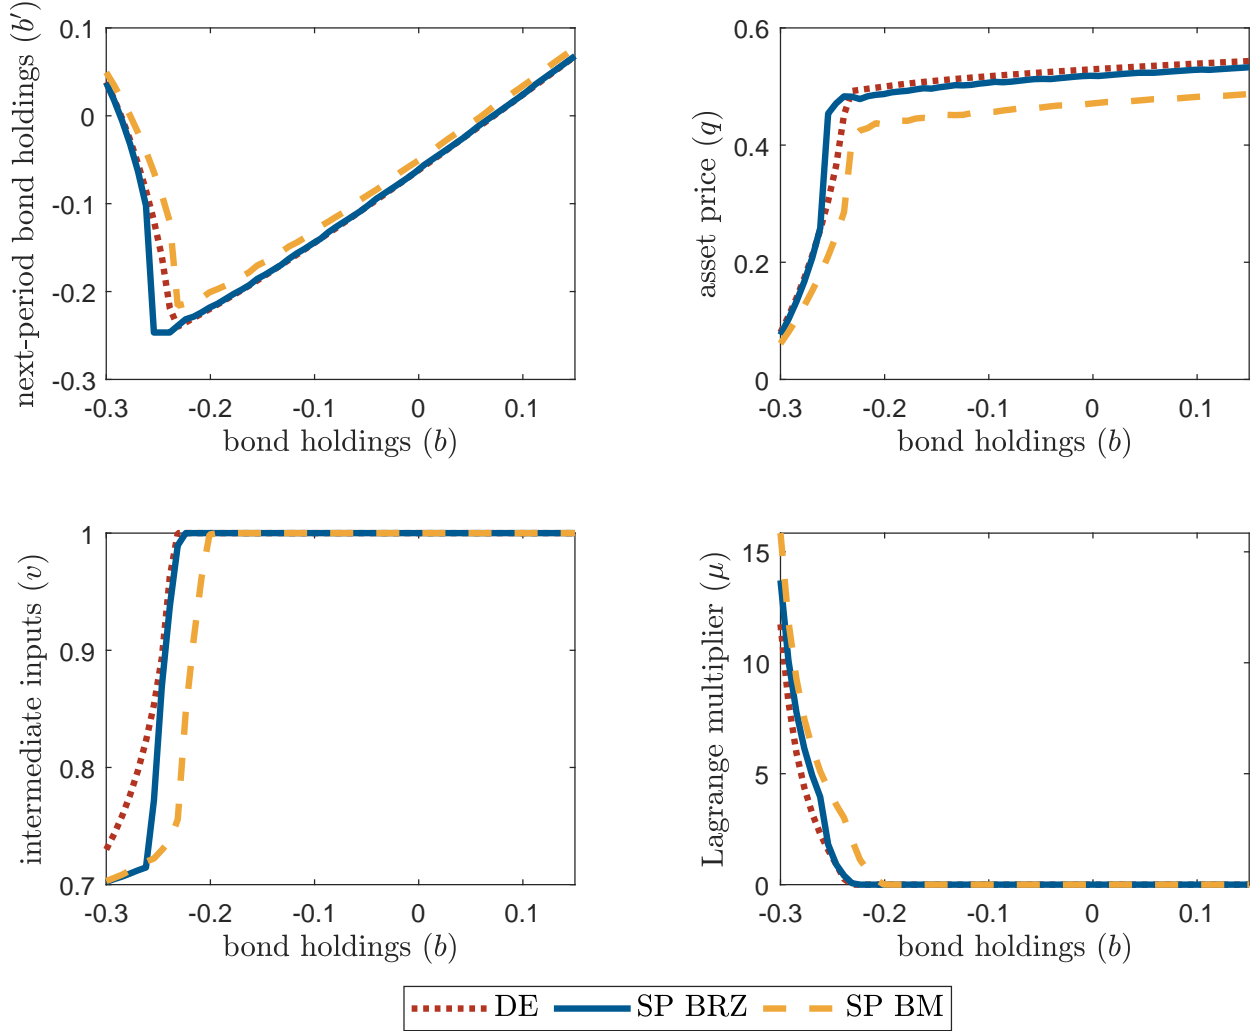 next-period bond holdings (b′)
0.1
0
-0.1
-0.2
-0.3
-0.3 -0.2 -0.1 0 0.1
bond holdings (b)
asset price (q)
0.6
0.4
0.2
0
-0.3 -0.2 -0.1 0 0.1
bond holdings (b)
intermediate inputs (v)
1
0.9
0.8
0.7
-0.3 -0.2 -0.1 0 0.1
bond holdings (b)
Lagrange multiplier (μ)
15
10
5
0
-0.3 -0.2 -0.1 0 0.1
bond holdings (b)
DE SP BRZ SP BM